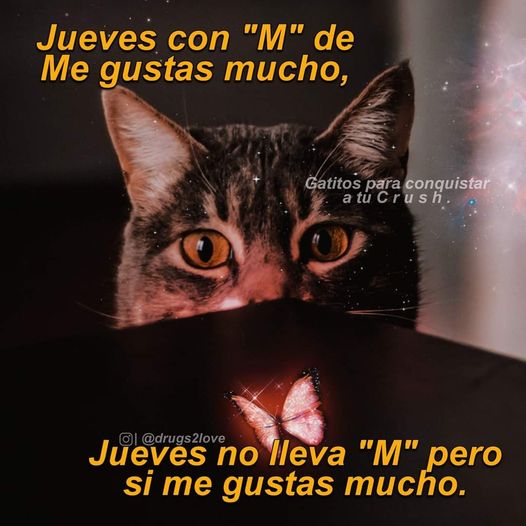 Jueves con "M" de
Me gustas mucho,
Gatitos para conquistar
a tu C r u s h .
@drugs2love
Jueves no lleva "M" pero
si me gustas mucho.